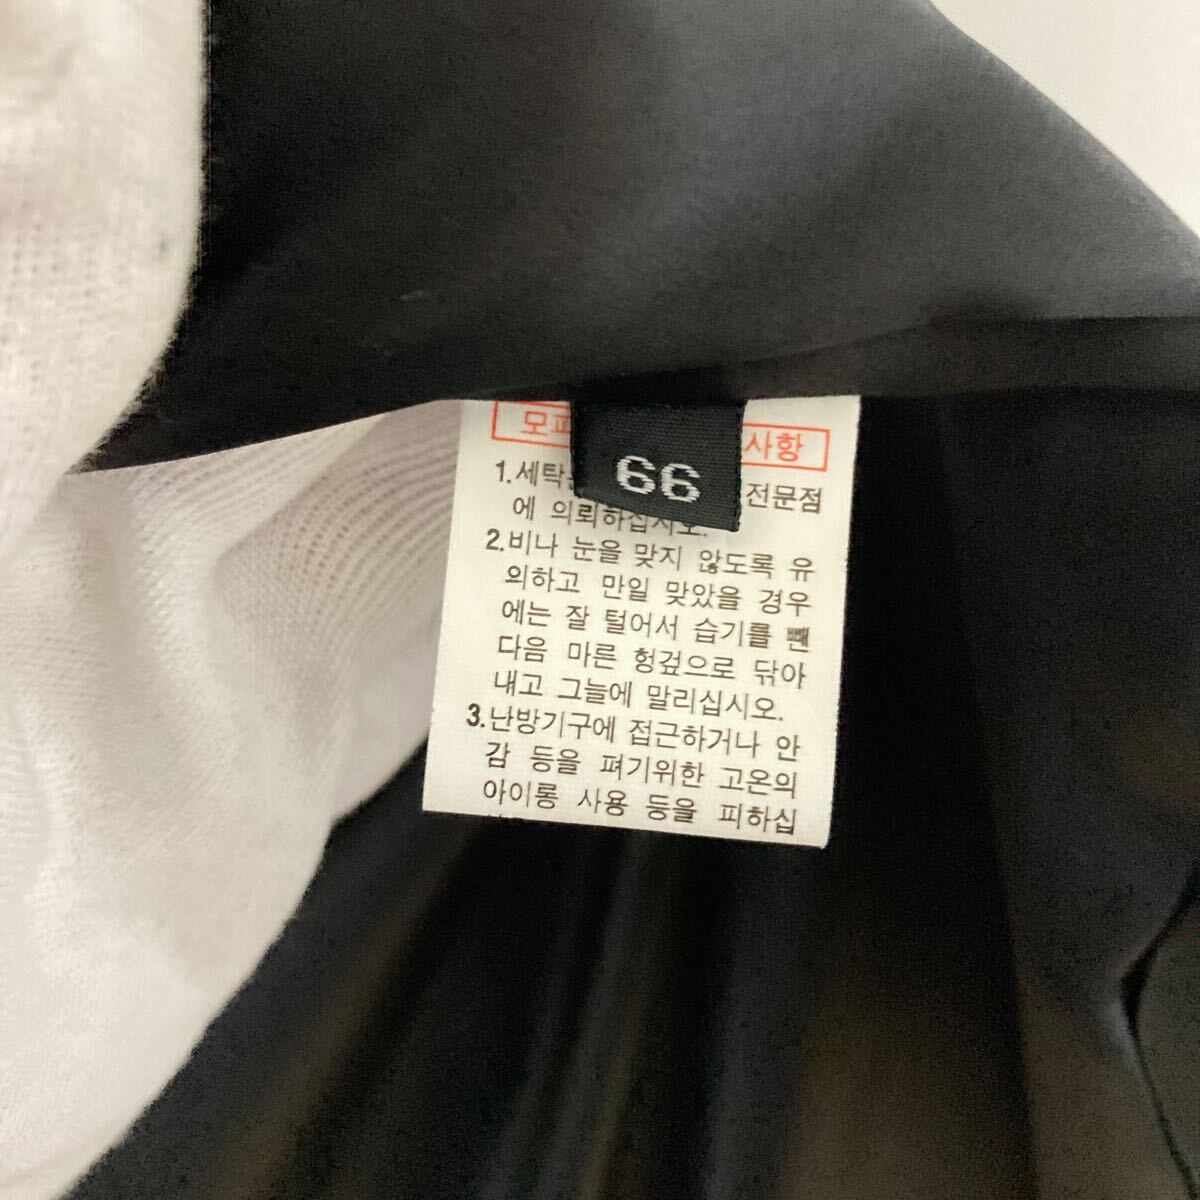 모피 사항
66
1.세탁은 전문점
에 의뢰하십시오.
2.비나 눈을 맞지 않도록 유
의하고 만일 맞았을 경우
에는 잘 털어서 습기를 뺀
다음 마른 헝겊으로 닦아
내고 그늘에 말리십시오.
3.난방기구에 접근하거나 안
감 등을 펴기위한 고온의
아이롱 사용 등을 피하십